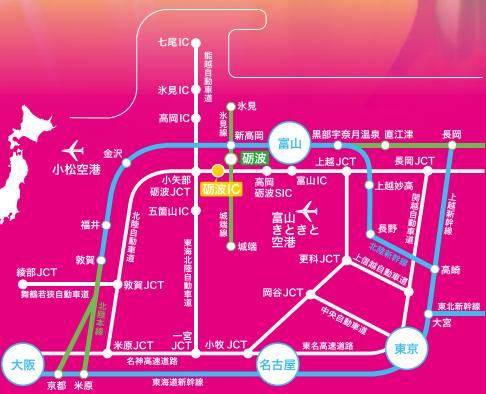 七尾IC
能越自動車道
氷見IC
高岡IC
氷見
氷見線
新高岡
富山
黒部宇奈月温泉
直江津
長岡
小松空港
金沢
小矢部
砺波JCT
砺波
砺波IC
高岡
砺波SIC
富山IC
上越JCT
長岡JCT
上越妙高
関越自動車道
上越新幹線
五箇山IC
富山
きときと
空港
福井
北陸自動車道
東海北陸自動車道
城端線
城端
長野
北陸新幹線
敦賀
綾部JCT
舞鶴若狭自動車道
敦賀JCT
北陸本線
更科JCT
上信越自動車道
高崎
岡谷JCT
中央自動車道
東北新幹線
大宮
米原JCT
一宮
JCT
小牧JCT
東名高速道路
名神高速道路
大阪
名古屋
東京
京都
米原
東海道新幹線